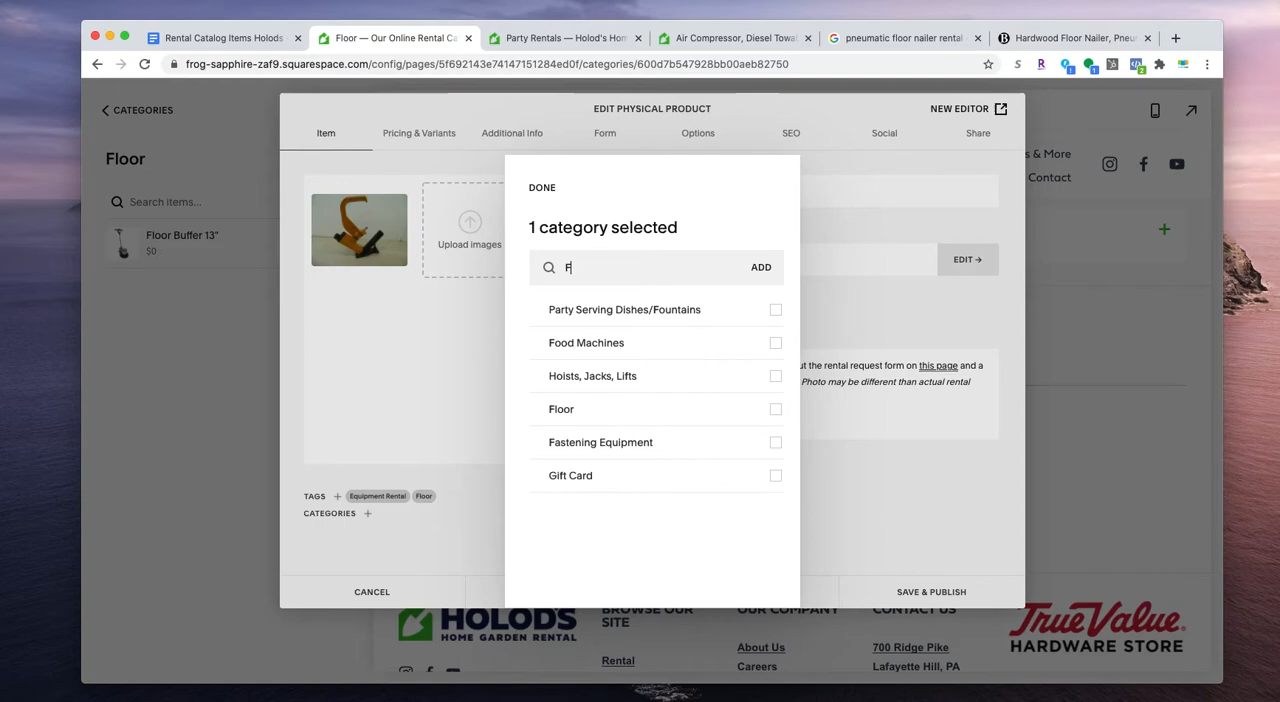 Rental Catalog Items Holods
Floor — Our Online Rental Ca
Party Rentals — Holod's Hom
Air Compressor, Diesel Towa
pneumatic floor nailer rental -
Hardwood Floor Nailer, Pneu
frog-sapphire-zaf9.squarespace.com/config/pages/5f692143e74147151284ed0f/categories/600d7b547928bb00aeb82750
CATEGORIES
EDIT PHYSICAL PRODUCT
NEW EDITOR
Item
Pricing & Variants
Additional Info
Form
Options
SEO
Social
Share
Floor
s & More
Contact
Search items...
Floor Buffer 13"
$0
Upload images
DONE
1 category selected
F
ADD
Party Serving Dishes/Fountains
Food Machines
Hoists, Jacks, Lifts
Floor
Fastening Equipment
Gift Card
EDIT →
ut the rental request form on this page and a
Photo may be different than actual rental
TAGS + Equipment Rental Floor
CATEGORIES +
CANCEL
SAVE & PUBLISH
HOLOD'S
HOME GARDEN RENTAL
BROWSE OUR
SITE
Rental
OUR COMPANY
About Us
Careers
CONTACT US
700 Ridge Pike
Lafayette Hill, PA
True Value
HARDWARE STORE